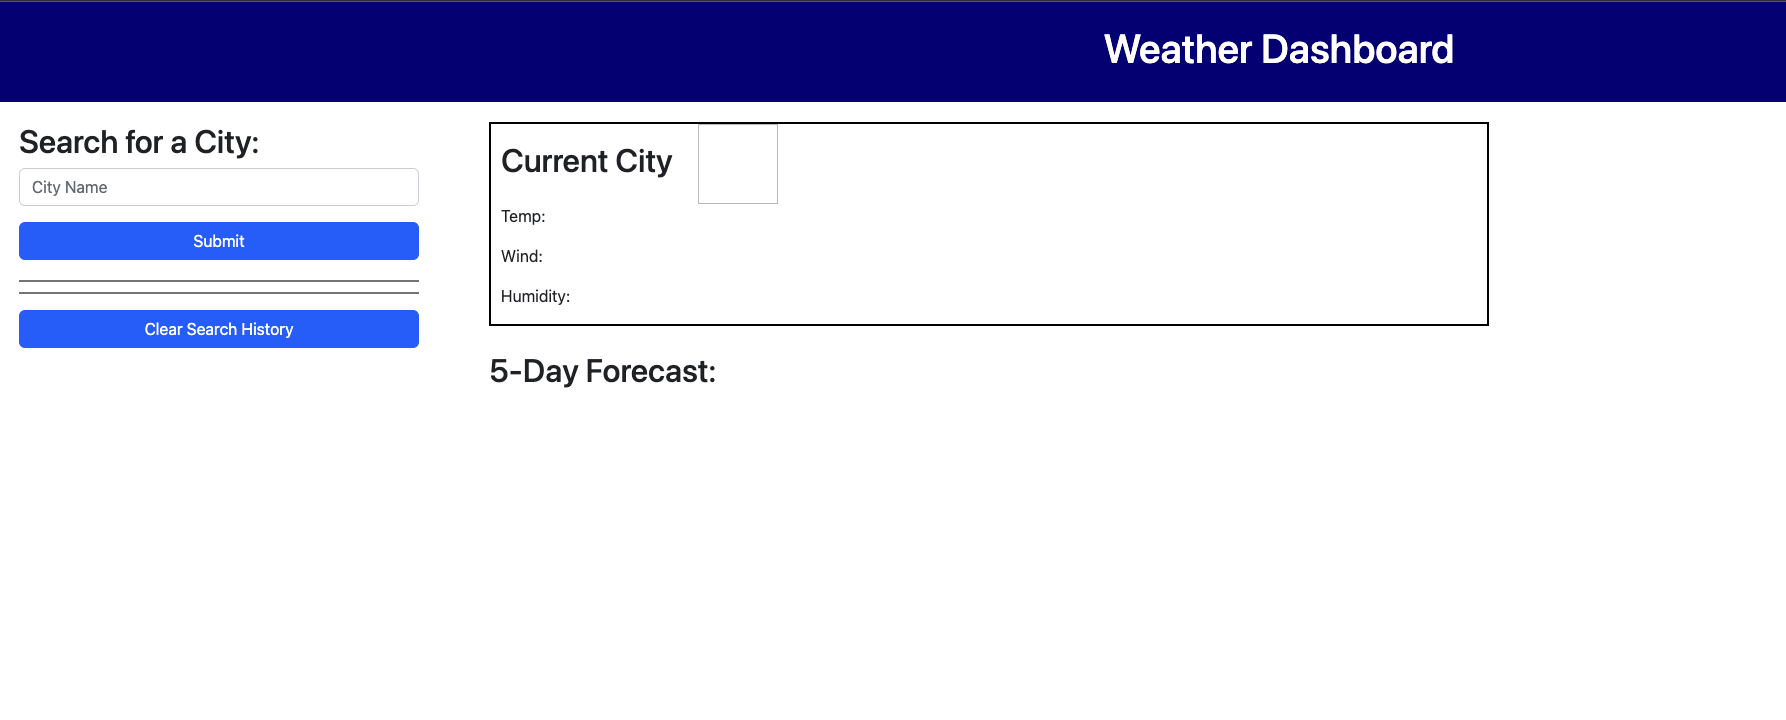 Weather Dashboard
Search for a City:
City Name
Submit
Clear Search History
Current City
Temp:
Wind:
Humidity:
5-Day Forecast: